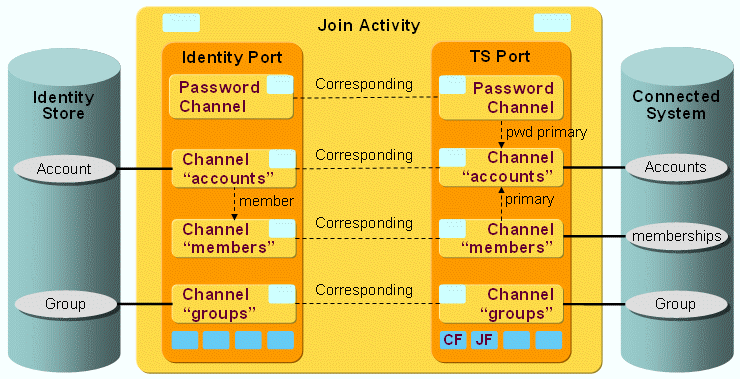 Join Activity
Identity Port
TS Port
Identity
Store
Connected
System
Password
Channel
Corresponding
Password
Channel
pwd primary
Account
Channel
“accounts”
Corresponding
Channel
“accounts”
Accounts
member
primary
Channel
“members”
Corresponding
Channel
“members”
memberships
Group
Channel
“groups”
Corresponding
Channel
“groups”
Group
CF
JF